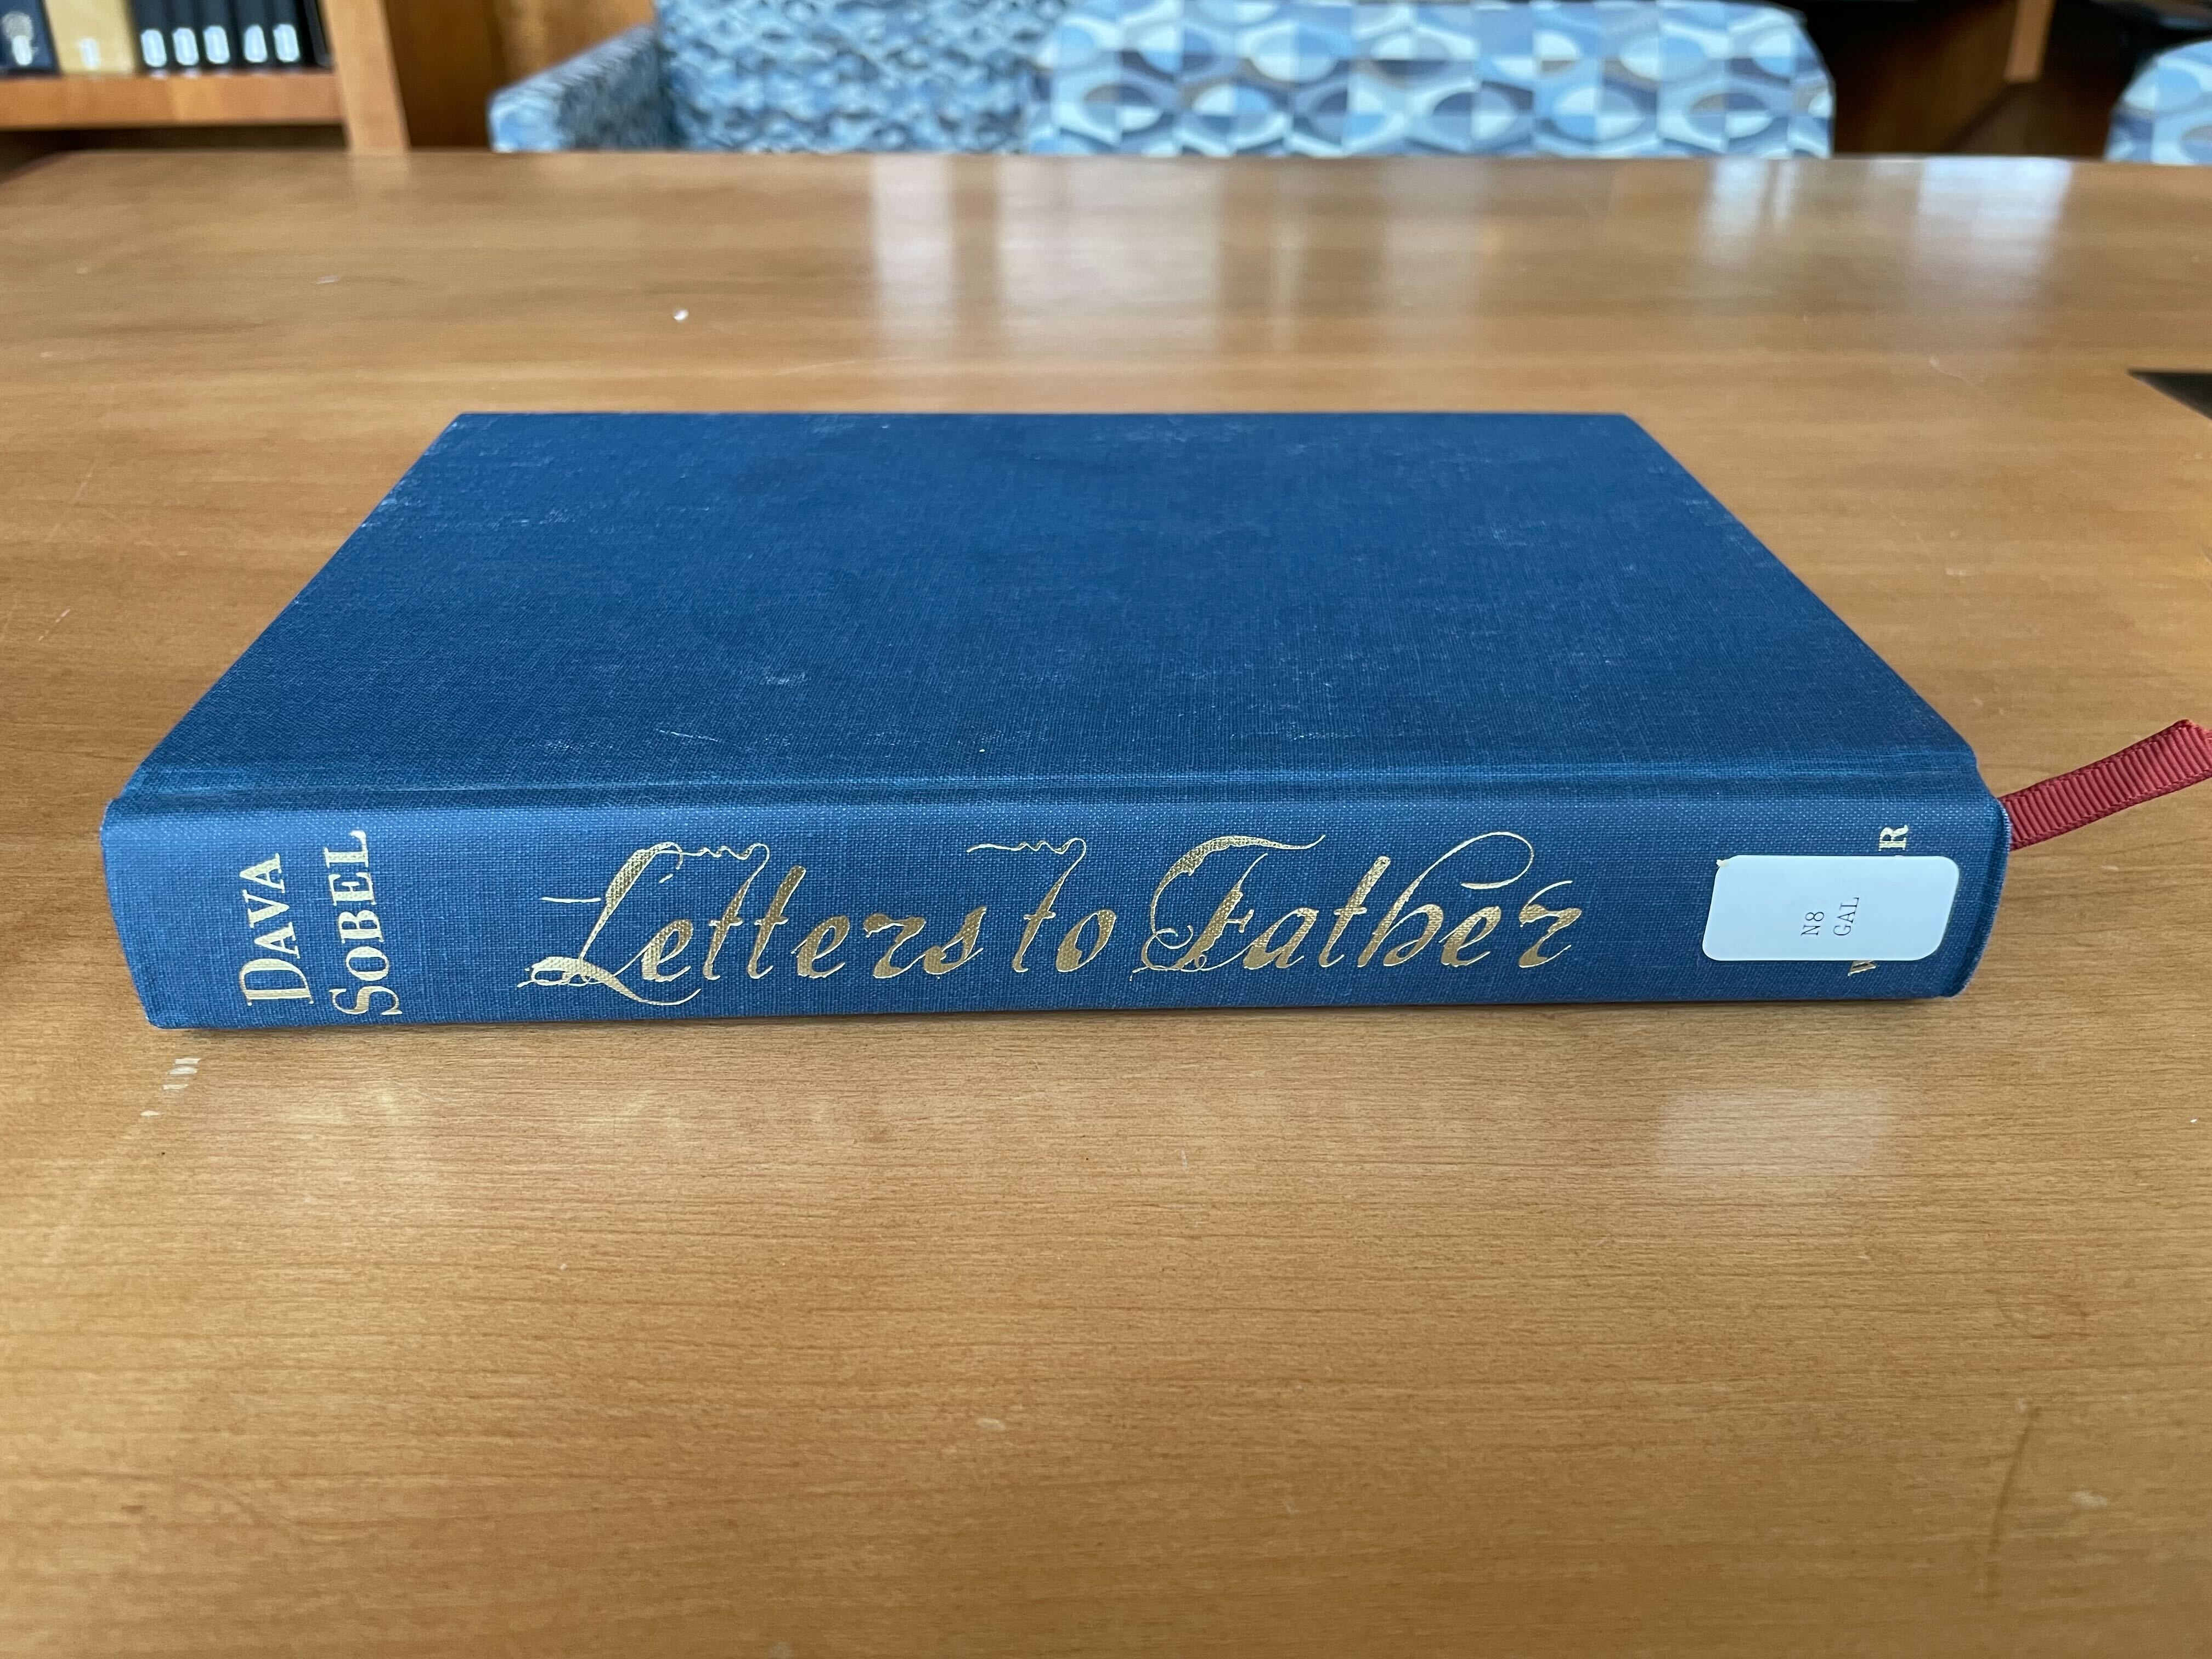 DAVA
SOBEL
Letters to Father
N8
GAL